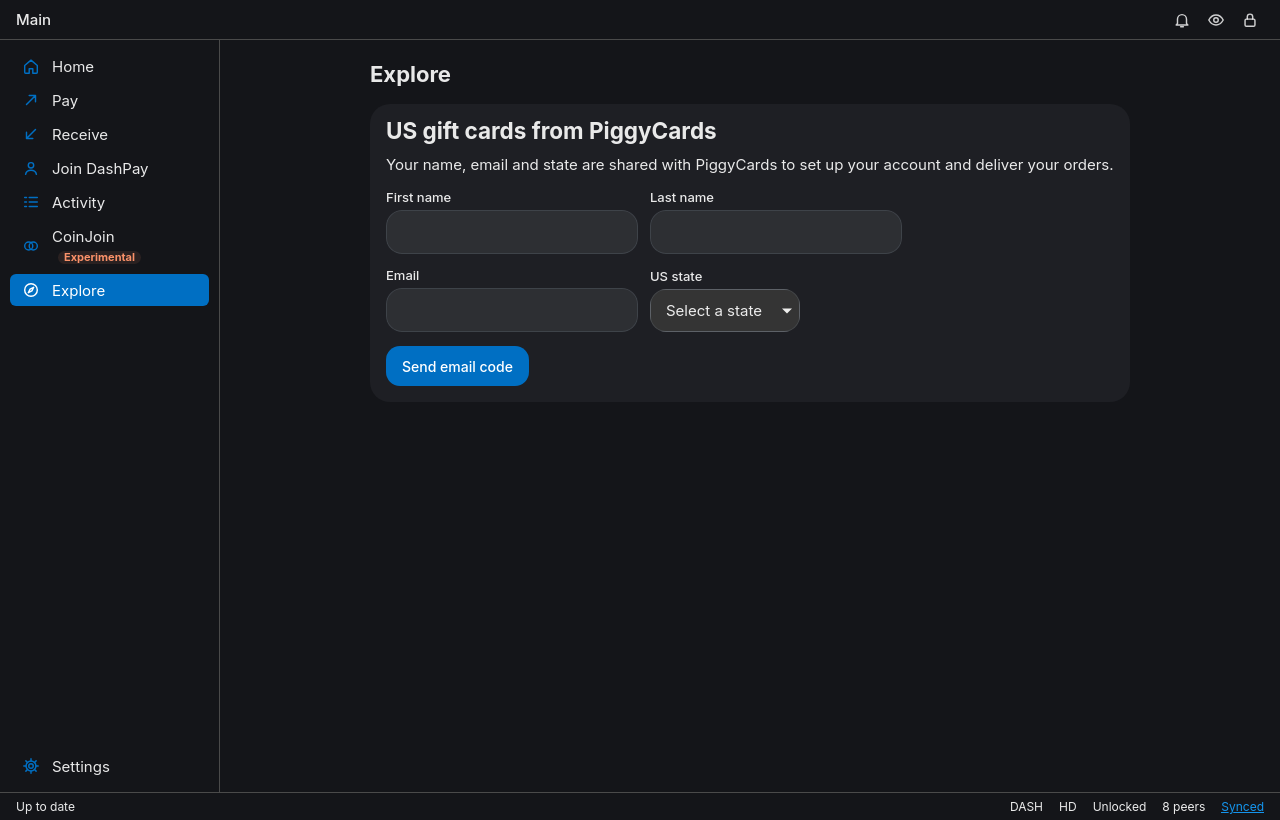 Main
Home
Pay
Receive
Join DashPay
Activity
CoinJoin
Experimental
Explore
Settings
Explore
US gift cards from PiggyCards
Your name, email and state are shared with PiggyCards to set up your account and deliver your orders.
First name
Last name
Email
US state
Select a state
Send email code
Up to date
DASH
HD
Unlocked
8 peers
Synced